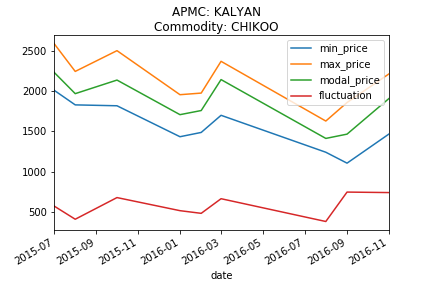 APMC: KALYAN
Commodity: CHIKOO
min_price
max_price
modal_price
fluctuation
2500
2000
1500
1000
500
2015-07
2015-09
2015-11
2016-01
2016-03
2016-05
2016-07
2016-09
2016-11
date